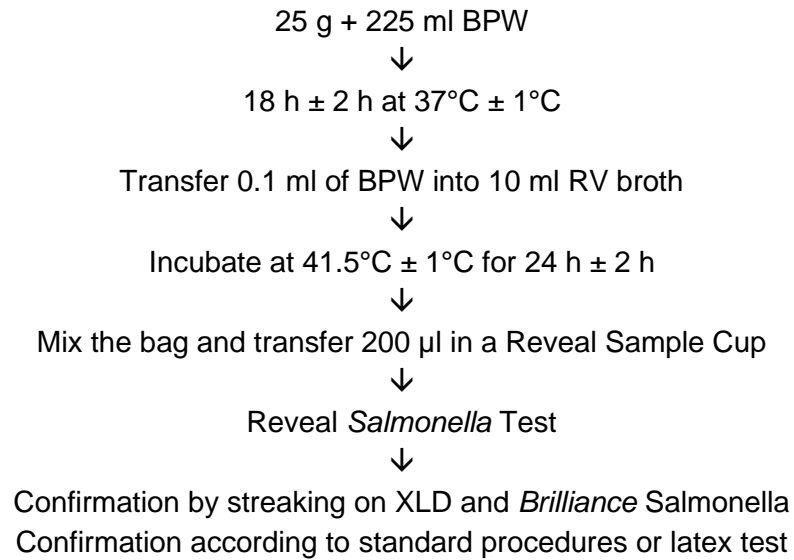 25 g + 225 ml BPW
↓
18 h ± 2 h at 37°C ± 1°C
↓
Transfer 0.1 ml of BPW into 10 ml RV broth
↓
Incubate at 41.5°C ± 1°C for 24 h ± 2 h
↓
Mix the bag and transfer 200 µl in a Reveal Sample Cup
↓
Reveal Salmonella Test
↓
Confirmation by streaking on XLD and Brilliance Salmonella
Confirmation according to standard procedures or latex test